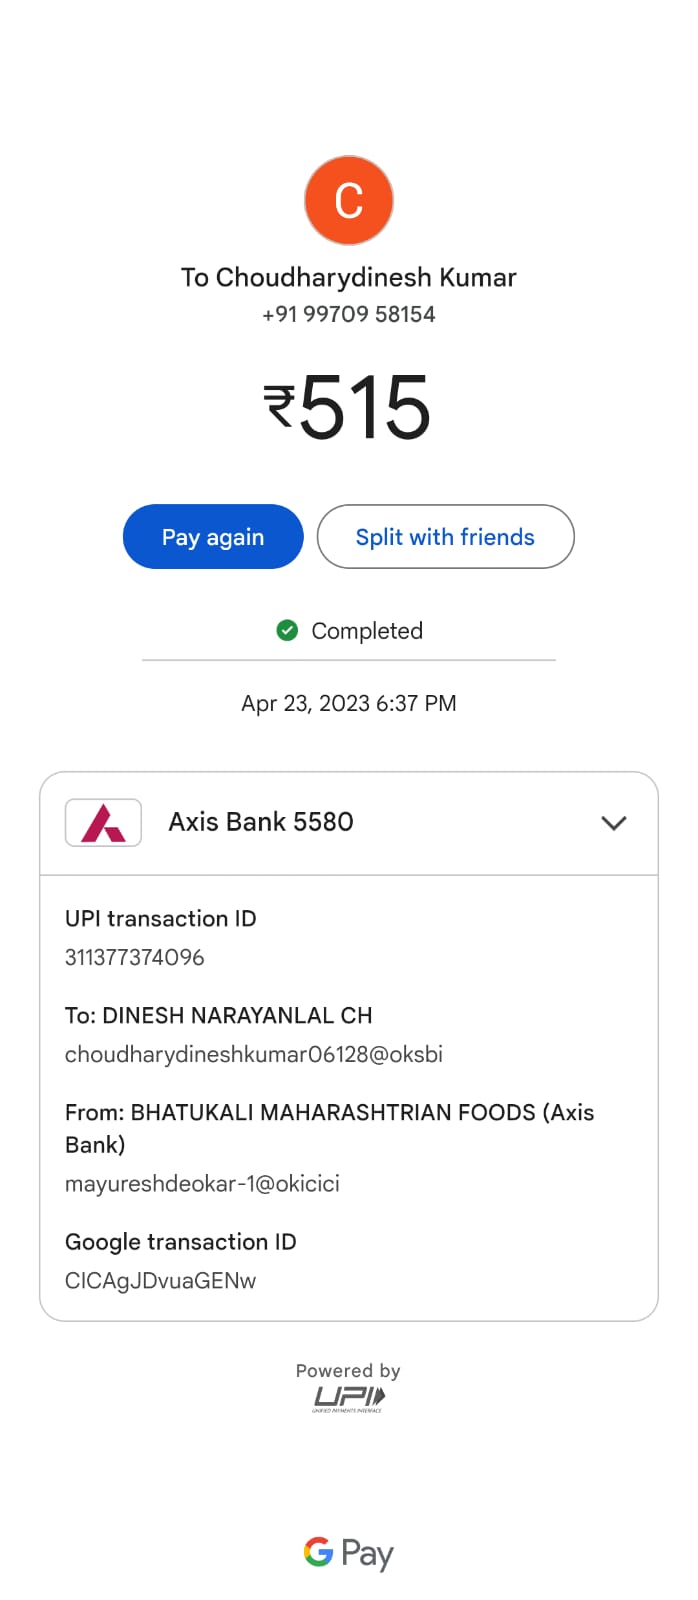 C
To Choudharydinesh Kumar
+91 99709 58154
₹515
Pay again
Split with friends
Completed
Apr 23, 2023 6:37 PM
Axis Bank 5580
UPI transaction ID
311377374096
To: DINESH NARAYANLAL CH
choudharydineshkumar06128@oksbi
From: BHATUKALI MAHARASHTRIAN FOODS (Axis
Bank)
mayureshdeokar-1@okicici
Google transaction ID
CICAgJDvuaGENw
Powered by
UPI
UNIFIED PAYMENTS INTERFACE
G Pay